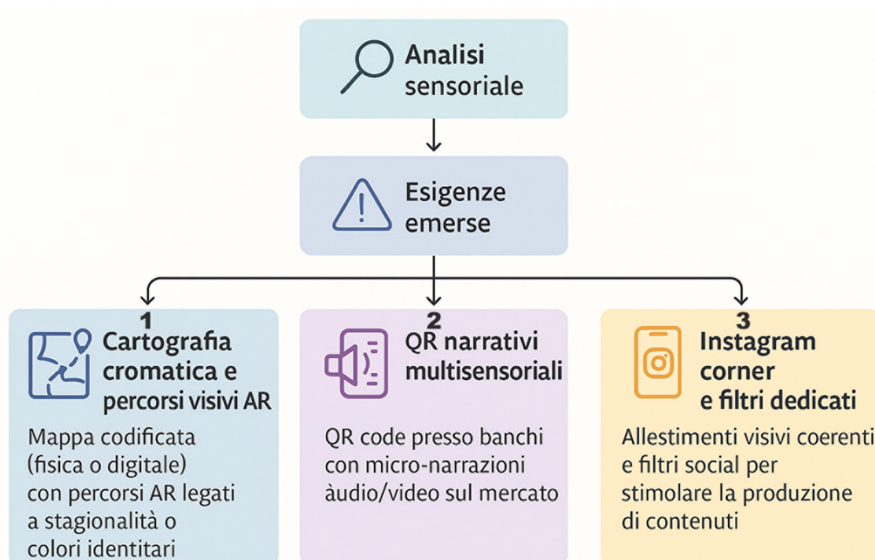 Analisi
sensoriale
Esigenze
emerse
1
Cartografia
cromatica e
percorsi visivi AR
Mappa codificata
(fisica o digitale)
con percorsi AR legati
a stagionalità o
colori identitari
2
QR narrativi
multisensoriali
QR code presso banchi
con micro-narrazioni
àudio/video sul mercato
3
Instagram
corner
e filtri dedicati
Allestimenti visivi coerenti
e filtri social per
stimolare la produzione
di contenuti